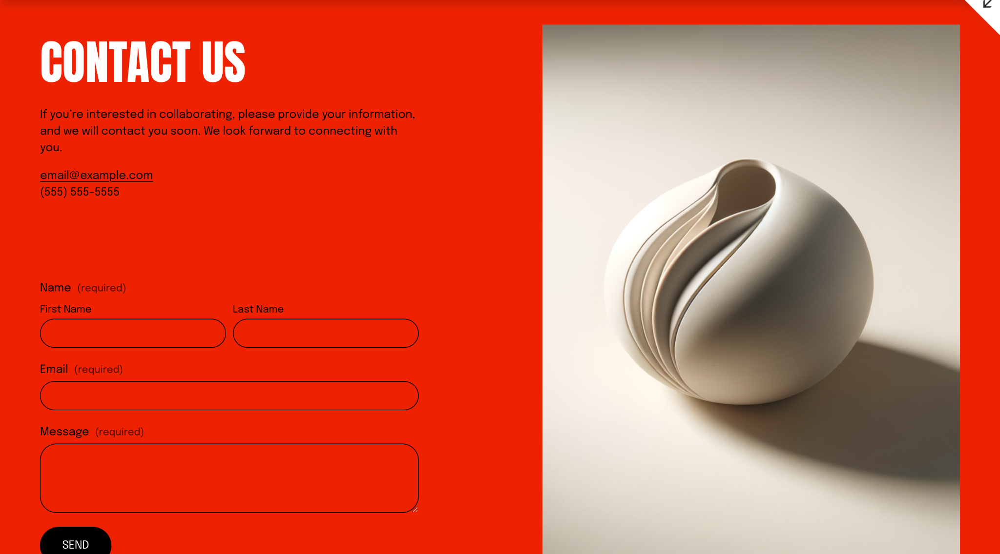 CONTACT US
If you’re interested in collaborating, please provide your information,
and we will contact you soon. We look forward to connecting with
you.
email@example.com
(555) 555-5555
Name (required)
First Name
Last Name
Email (required)
Message (required)
SEND